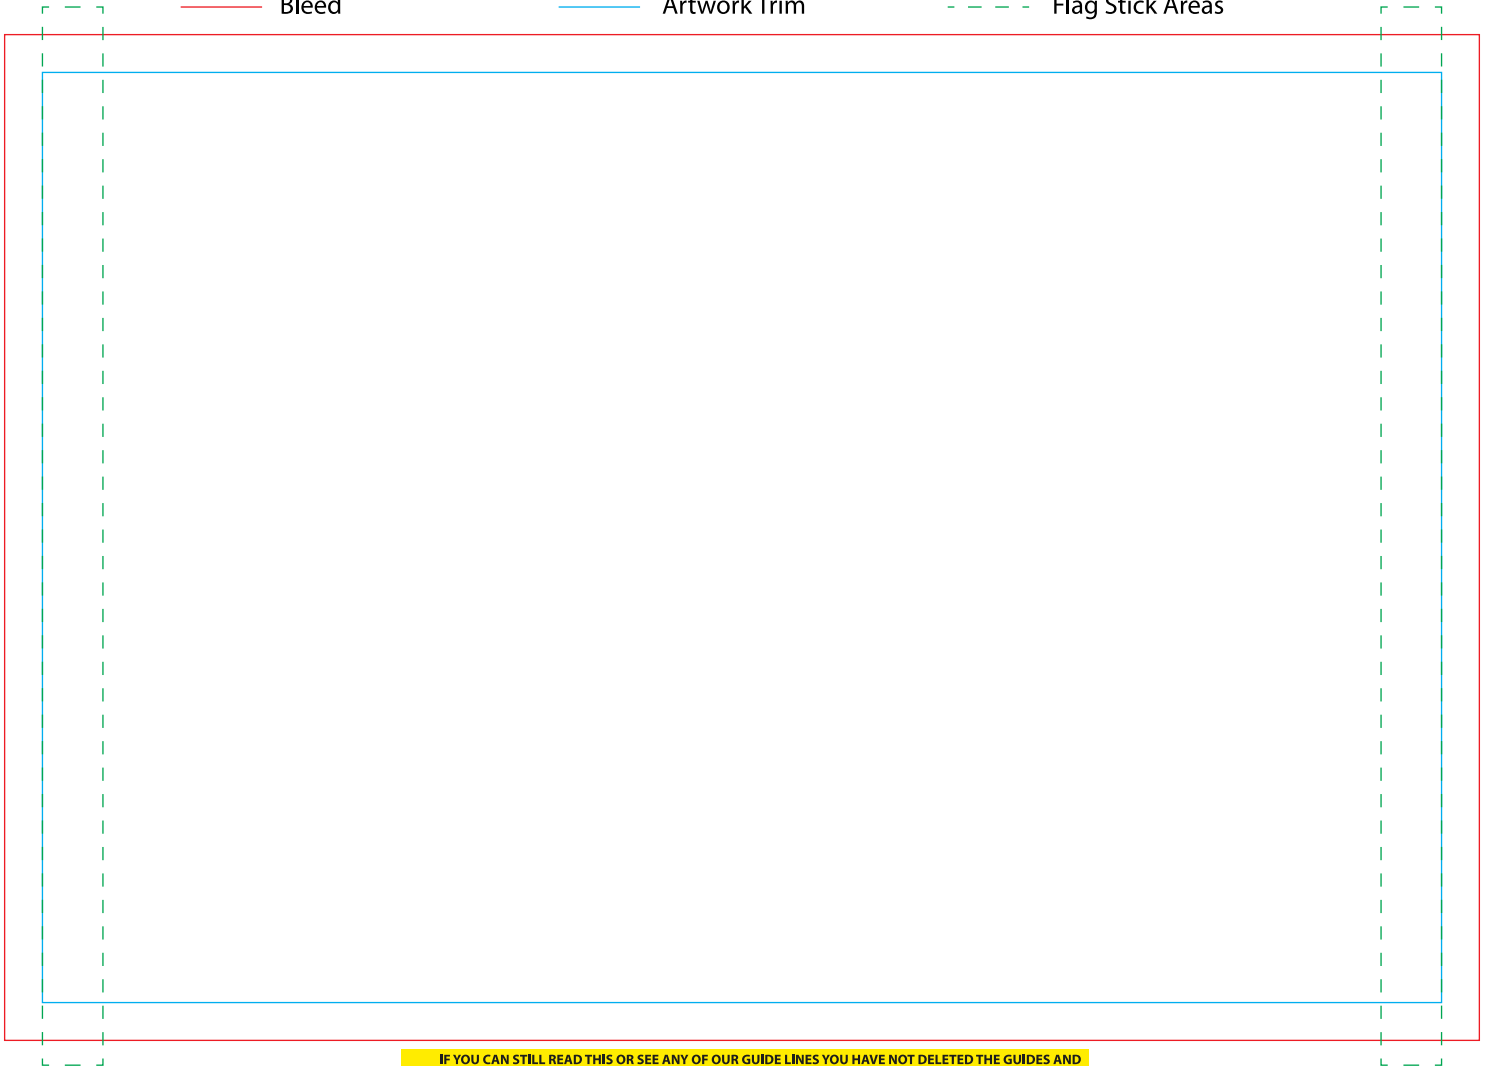 Bleed Artwork Trim Flag Stick Areas
IF YOU CAN STILL READ THIS OR SEE ANY OF OUR GUIDE LINES YOU HAVE NOT DELETED THE GUIDES AND